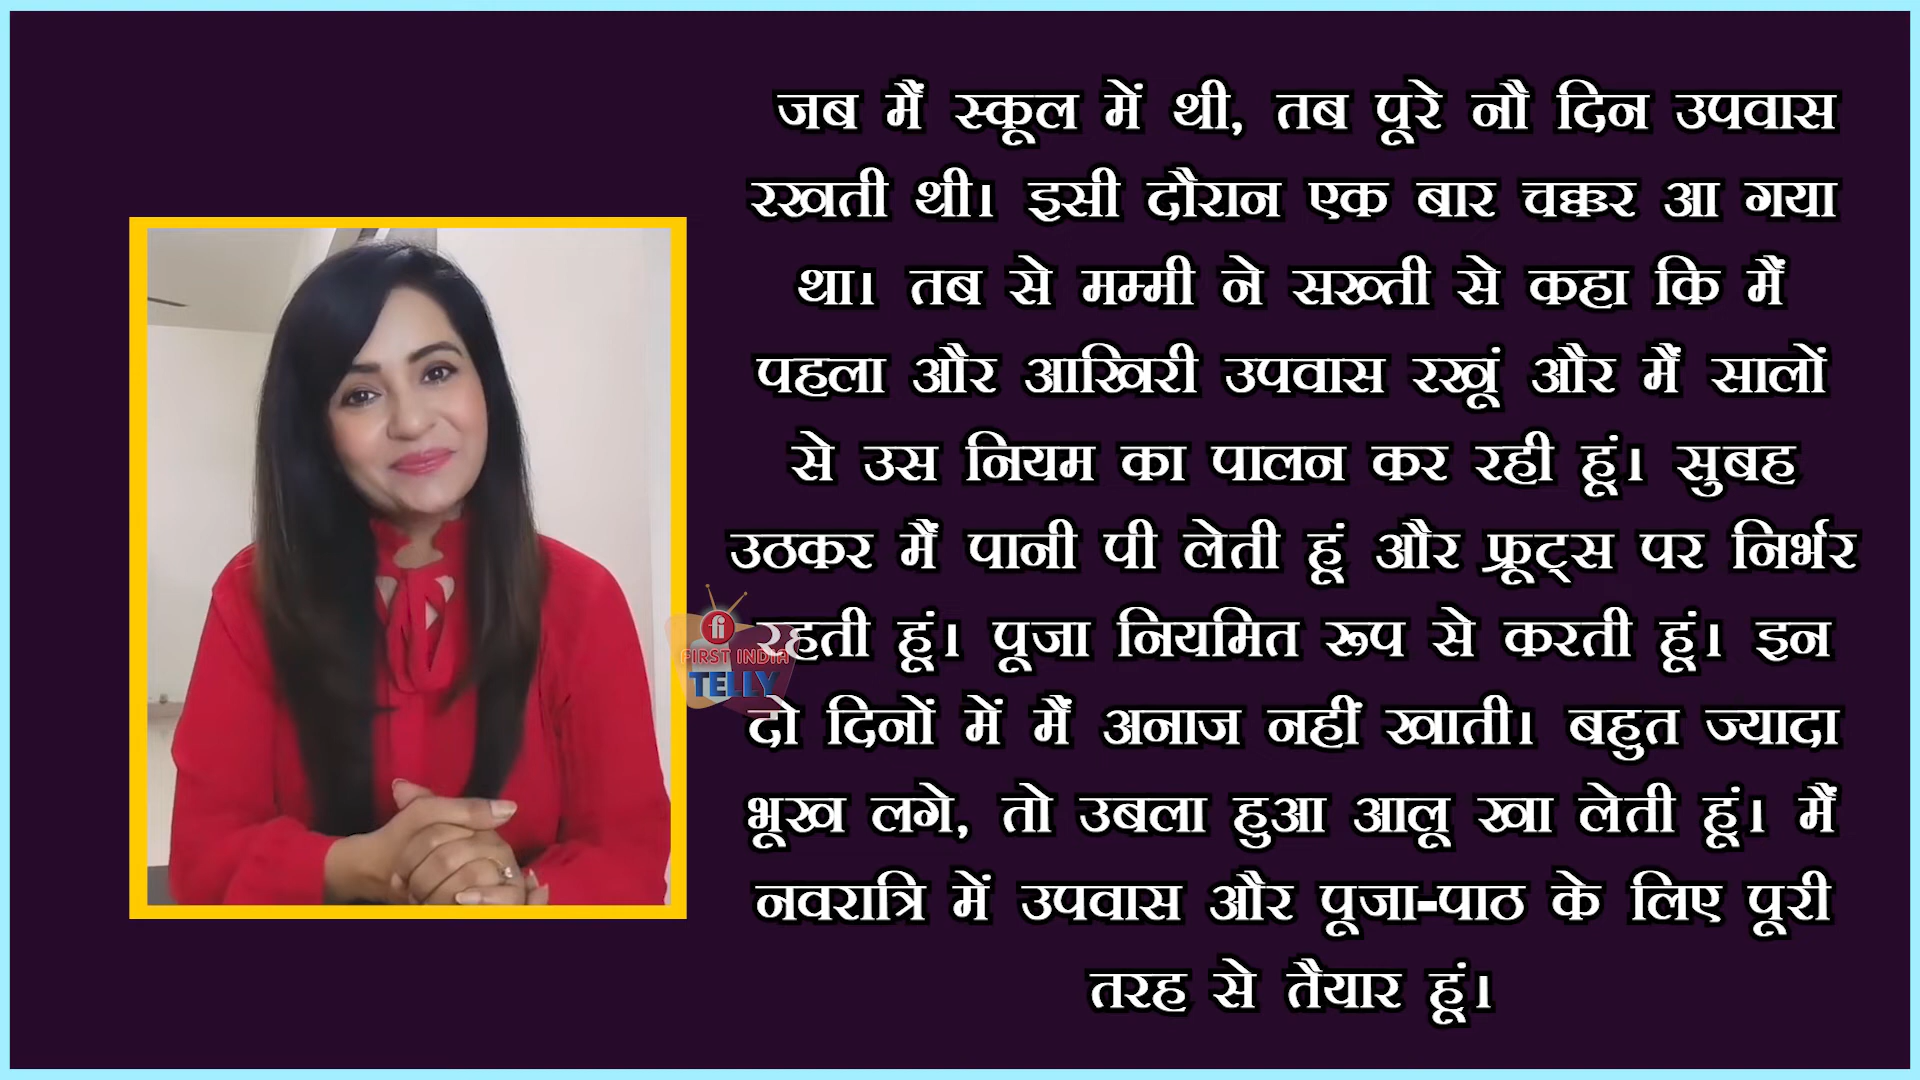 जब मैं स्कूल में थी, तब पूरे नौ दिन उपवास
रखती थी। इसी दौरान एक बार चक्कर आ गया
था। तब से मम्मी ने सख्ती से कहा कि मैं
पहला और आखिरी उपवास रखूं और मैं सालों
से उस नियम का पालन कर रही हूं। सुबह
उठकर मैं पानी पी लेती हूं और फ्रूट्स पर निर्भर
रहती हूं। पूजा नियमित रूप से करती हूं। इन
दो दिनों में मैं अनाज नहीं खाती। बहुत ज्यादा
भूख लगे, तो उबला हुआ आलू खा लेती हूं। मैं
नवरात्रि में उपवास और पूजा-पाठ के लिए पूरी
तरह से तैयार हूं।
fi
FIRST INDIA
TELLY